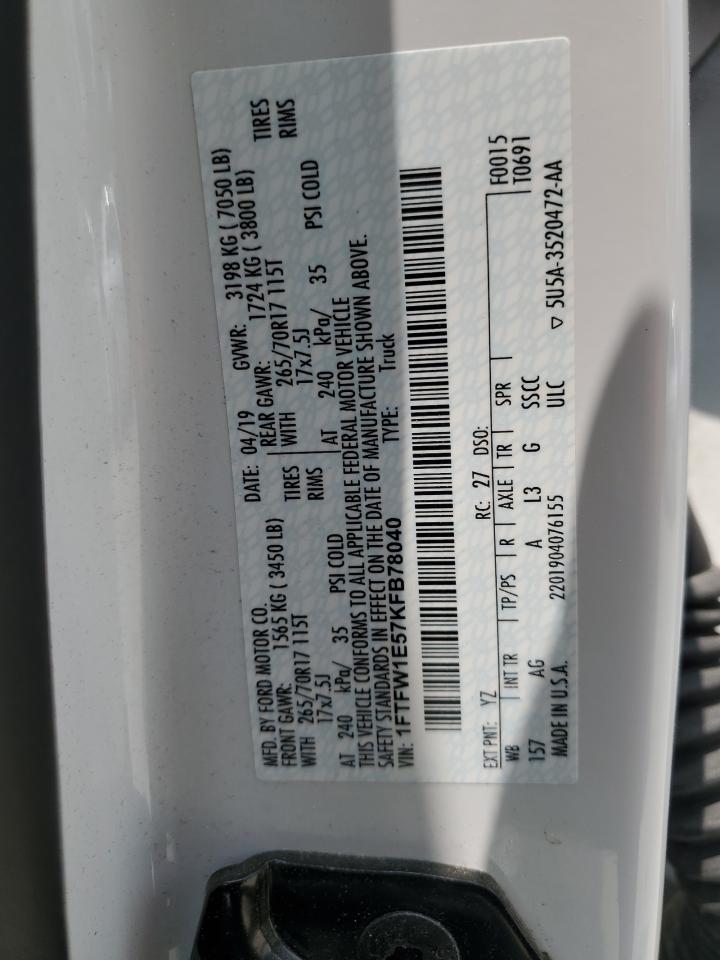 MFD. BY FORD MOTOR CO.
DATE: 04/19 GVWR: 3198 KG ( 7050 LB)
FRONT GAWR: 1565 KG ( 3450 LB) REAR GAWR: 1724 KG ( 3800 LB)
WITH 265/70R17 115T TIRES WITH 265/70R17 115T TIRES
17x7.5J RIMS 17x7.5J RIMS
AT 240 kPa/ 35 PSI COLD AT 240 kPa/ 35 PSI COLD
THIS VEHICLE CONFORMS TO ALL APPLICABLE FEDERAL MOTOR VEHICLE
SAFETY STANDARDS IN EFFECT ON THE DATE OF MANUFACTURE SHOWN ABOVE.
VIN: 1FTFW1E57KFB78040 TYPE: Truck
EXT PNT: YZ RC: 27 DSO: F0015
WB INT TR TP/PS R AXLE TR SPR T0691
157 AG A L3 G SSCC
MADE IN U.S.A. 2201904076155 ULC ▽ 5U5A-3520472-AA